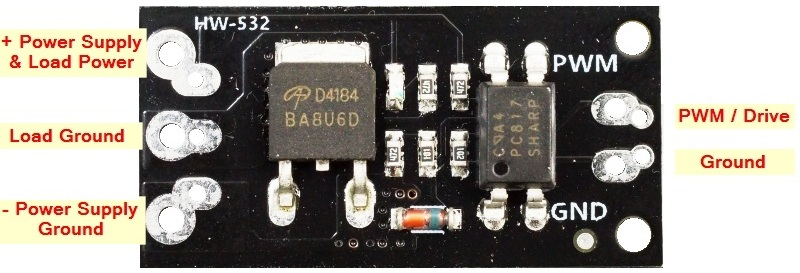 HW-532
+ Power Supply
& Load Power
Load Ground
- Power Supply
Ground
D4184
BA8U6D
472
PC817
SHARP
PWM
GND
PWM / Drive
Ground